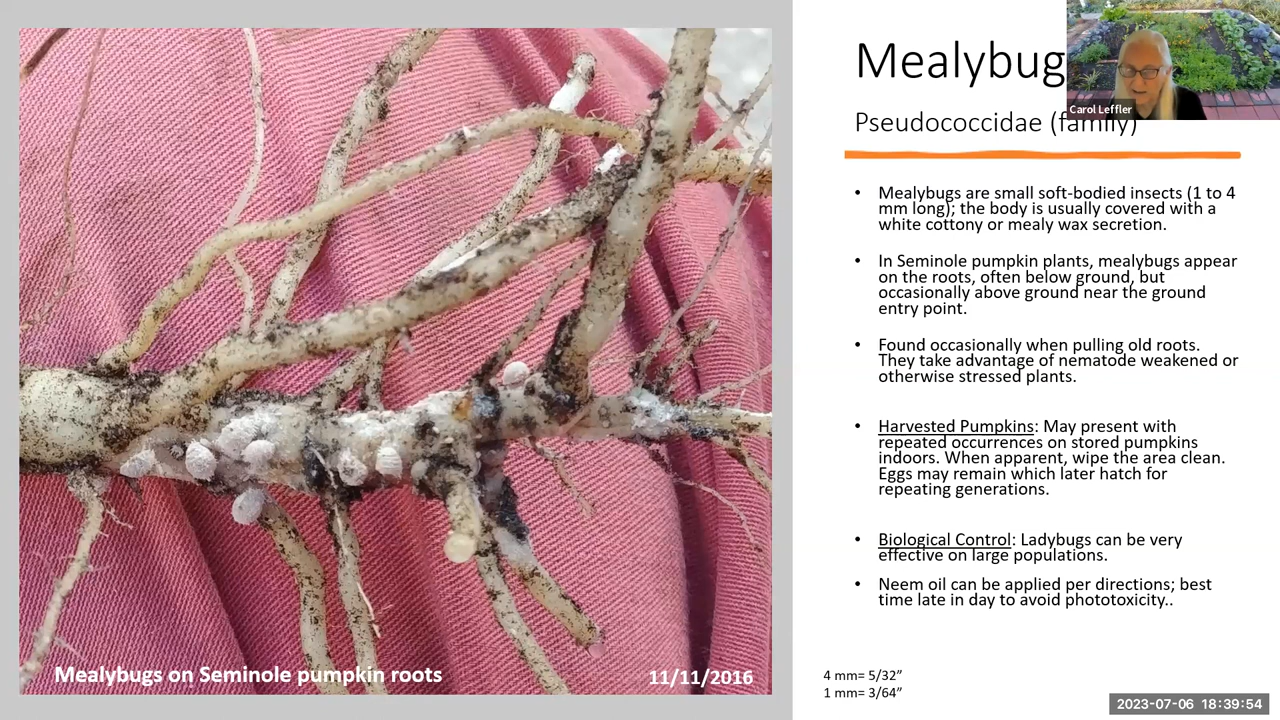 Mealybug
Carol Leffler
Pseudococcidae (family)
• Mealybugs are small soft-bodied insects (1 to 4
mm long); the body is usually covered with a
white cottony or mealy wax secretion.
• In Seminole pumpkin plants, mealybugs appear
on the roots, often below ground, but
occasionally above ground near the ground
entry point.
• Found occasionally when pulling old roots.
They take advantage of nematode weakened or
otherwise stressed plants.
• Harvested Pumpkins: May present with
repeated occurrences on stored pumpkins
indoors. When apparent, wipe the area clean.
Eggs may remain which later hatch for
repeating generations.
• Biological Control: Ladybugs can be very
effective on large populations.
• Neem oil can be applied per directions; best
time late in day to avoid phototoxicity..
Mealybugs on Seminole pumpkin roots
11/11/2016
4 mm= 5/32”
1 mm= 3/64”
2023-07-06 18:39:54